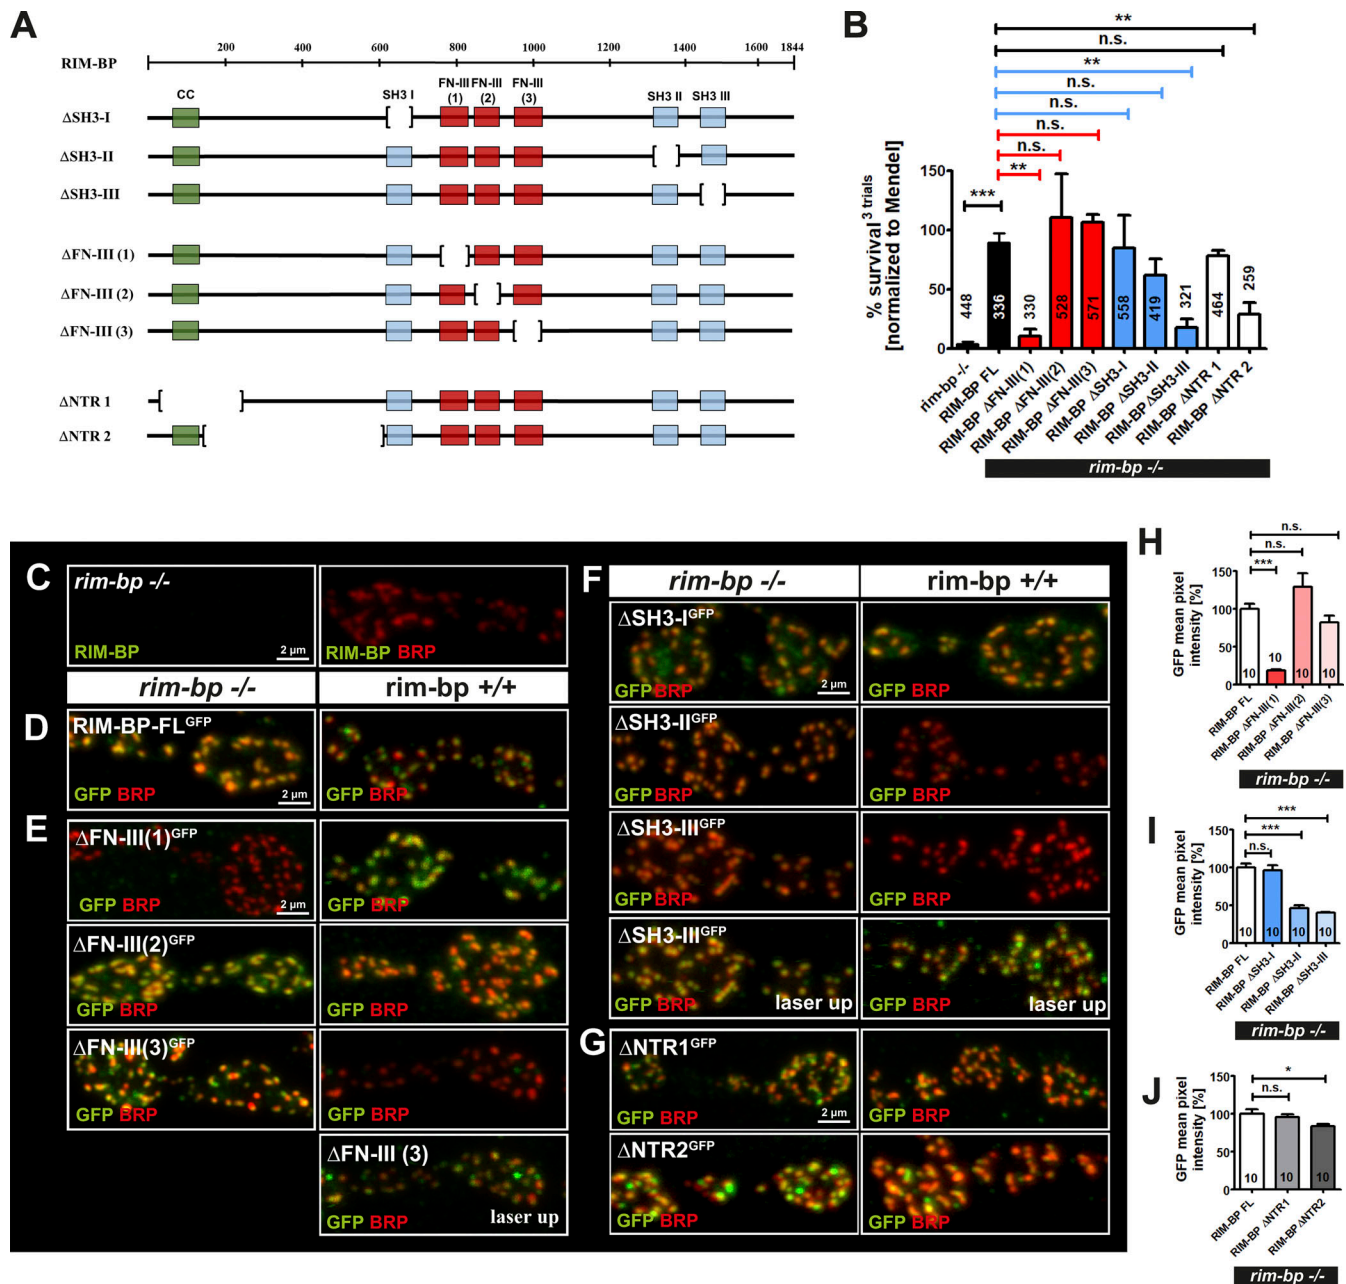 A
200 400 600 800 1000 1200 1400 1600 1844
RIM-BP
CC SH3 I FN-III (1) FN-III (2) FN-III (3) SH3 II SH3 III
ΔSH3-I
ΔSH3-II
ΔSH3-III
ΔFN-III (1)
ΔFN-III (2)
ΔFN-III (3)
ΔNTR 1
ΔNTR 2
B
**
n.s.
**
n.s.
n.s.
n.s.
n.s.
**
***
% survival 3 trials
[normalized to Mendel]
150
100
50
0
448 336 330 528 571 558 419 321 464 259
rim-bp -/-
RIM-BP FL
RIM-BP ΔFN-III(1)
RIM-BP ΔFN-III(2)
RIM-BP ΔFN-III(3)
RIM-BP ΔSH3-I
RIM-BP ΔSH3-II
RIM-BP ΔSH3-III
RIM-BP ΔNTR 1
RIM-BP ΔNTR 2
rim-bp -/-
C
rim-bp -/-
RIM-BP
2 µm
RIM-BP BRP
rim-bp -/- rim-bp +/+
D
RIM-BP-FL GFP
GFP BRP
2 µm
GFP BRP
E
ΔFN-III(1) GFP
GFP BRP
2 µm
GFP BRP
ΔFN-III(2) GFP
GFP BRP
GFP BRP
ΔFN-III(3) GFP
GFP BRP
GFP BRP
ΔFN-III (3)
GFP BRP
laser up
F
rim-bp -/- rim-bp +/+
ΔSH3-I GFP
GFP BRP
2 µm
GFP BRP
ΔSH3-II GFP
GFP BRP
GFP BRP
ΔSH3-III GFP
GFP BRP
GFP BRP
ΔSH3-III GFP
GFP BRP
laser up
GFP BRP
laser up
G
ΔNTR1 GFP
GFP BRP
2 µm
GFP BRP
ΔNTR2 GFP
GFP BRP
GFP BRP
H
n.s.
n.s.
***
GFP mean pixel
intensity [%]
150
100
50
0
10 10 10 10
RIM-BP FL
RIM-BP ΔFN-III(1)
RIM-BP ΔFN-III(2)
RIM-BP ΔFN-III(3)
rim-bp -/-
I
***
***
n.s.
GFP mean pixel
intensity [%]
150
100
50
0
10 10 10 10
RIM-BP FL
RIM-BP ΔSH3-I
RIM-BP ΔSH3-II
RIM-BP ΔSH3-III
rim-bp -/-
J
*
n.s.
GFP mean pixel
intensity [%]
150
100
50
0
10 10 10
RIM-BP FL
RIM-BP ΔNTR1
RIM-BP ΔNTR2
rim-bp -/-